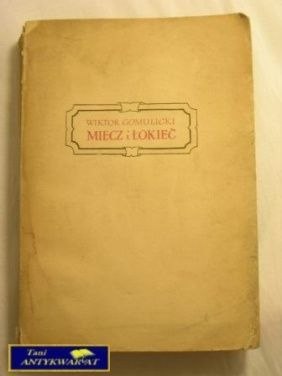 WIKTOR GOMULICKI
MIECZ i ŁOKIEĆ
Tani
ANTYKWARIAT